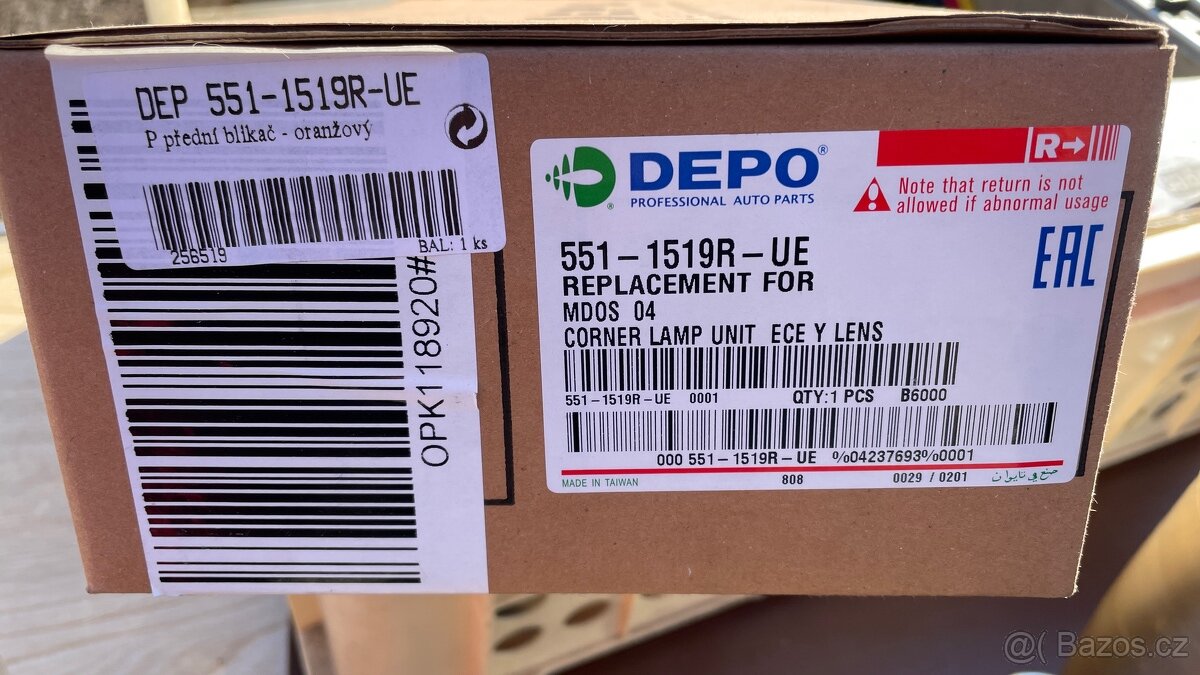 DEP 551-1519R-UE
P přední blikač - oranžový
256519
BAL: 1 ks
OPK118920#
DEPO®
PROFESSIONAL AUTO PARTS
R→
Note that return is not
allowed if abnormal usage
EAC
551-1519R-UE
REPLACEMENT FOR
MDOS 04
CORNER LAMP UNIT ECE Y LENS
551-1519R-UE 0001 QTY:1 PCS B6000
000 551-1519R-UE %04237693%0001
MADE IN TAIWAN 808 0029 / 0201 صنع في تايوان
@( Bazos.cz